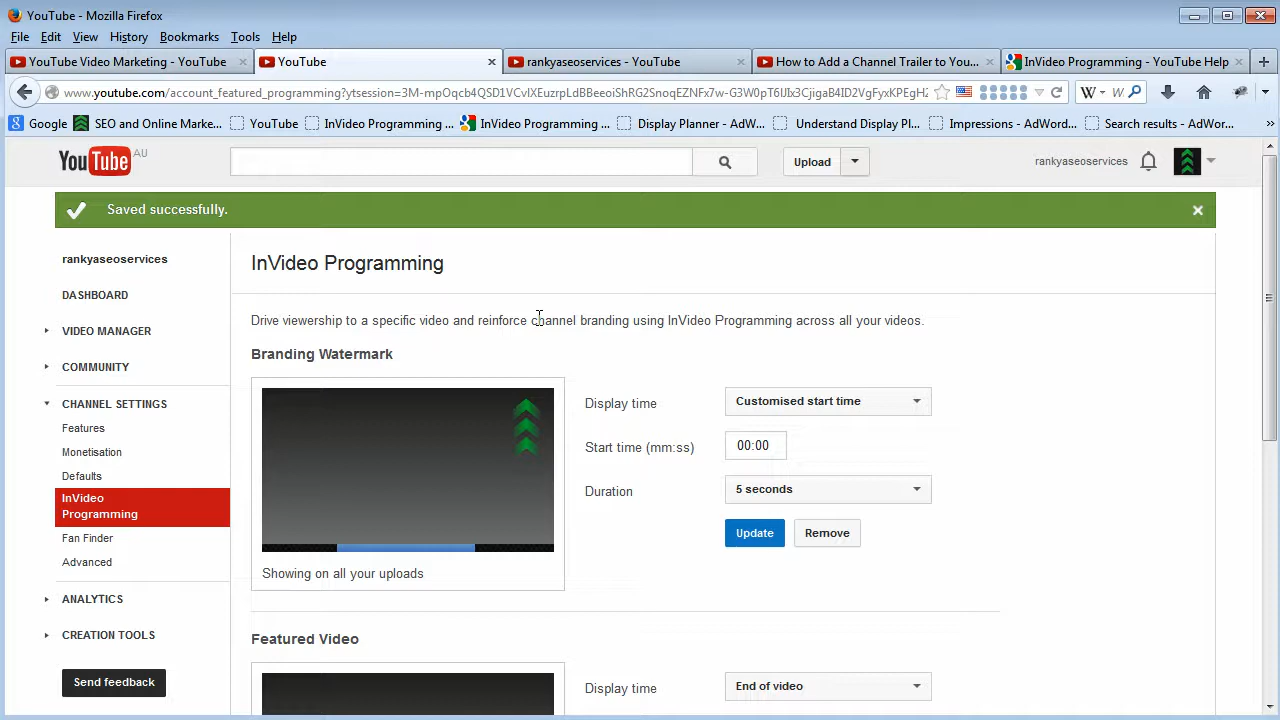 YouTube - Mozilla Firefox
File Edit View History Bookmarks Tools Help
YouTube Video Marketing - YouTube
YouTube
rankyaseoservices - YouTube
How to Add a Channel Trailer to You...
InVideo Programming - YouTube Help
www.youtube.com/account_featured_programming?ytsession=
Google SEO and Online Marke... YouTube InVideo Programming ... InVideo Programming ... Display Planner - AdW... Understand Display Pl... Impressions - AdWord... Search results - AdWor...
YouTube AU
Upload
rankyaseoservices
Saved successfully.
rankyaseoservices
DASHBOARD
VIDEO MANAGER
COMMUNITY
CHANNEL SETTINGS
Features
Monetisation
Defaults
InVideo
Programming
Fan Finder
Advanced
ANALYTICS
CREATION TOOLS
Send feedback
InVideo Programming
Drive viewership to a specific video and reinforce channel branding using InVideo Programming across all your videos.
Branding Watermark
Showing on all your uploads
Display time Customised start time
Start time (mm:ss) 00:00
Duration 5 seconds
Update Remove
Featured Video
Display time End of video